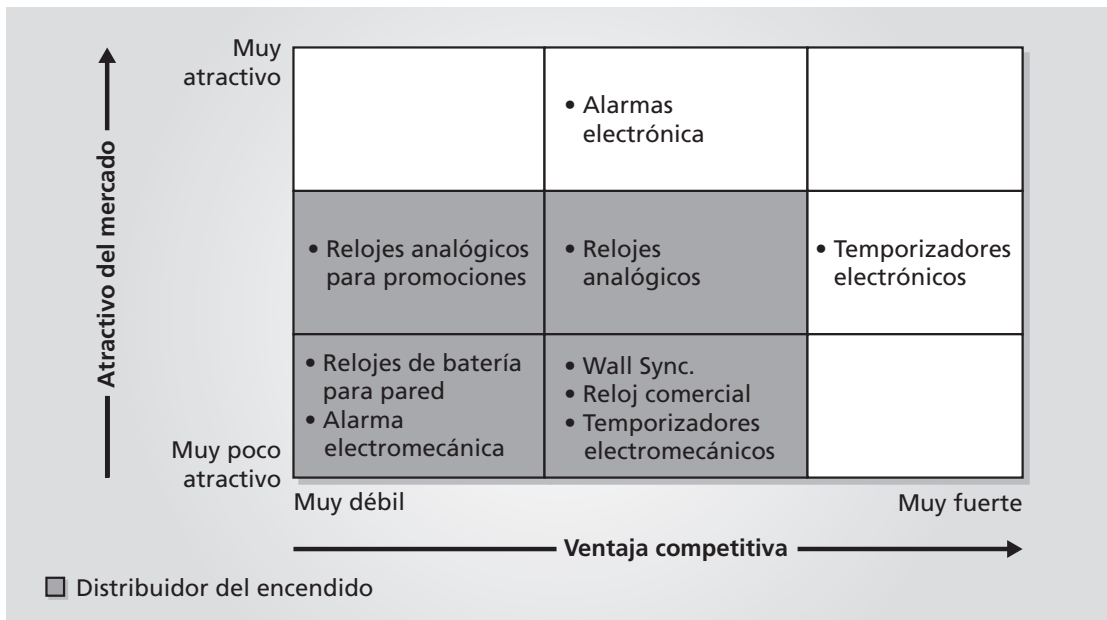 Muy
atractivo
Atractivo del mercado
• Alarmas
electrónica
• Relojes analógicos
para promociones
• Relojes
analógicos
• Temporizadores
electrónicos
• Relojes de batería
para pared
• Alarma
electromecánica
• Wall Sync.
• Reloj comercial
• Temporizadores
electromecánicos
Muy poco
atractivo
Muy débil
Muy fuerte
Ventaja competitiva
Distribuidor del encendido